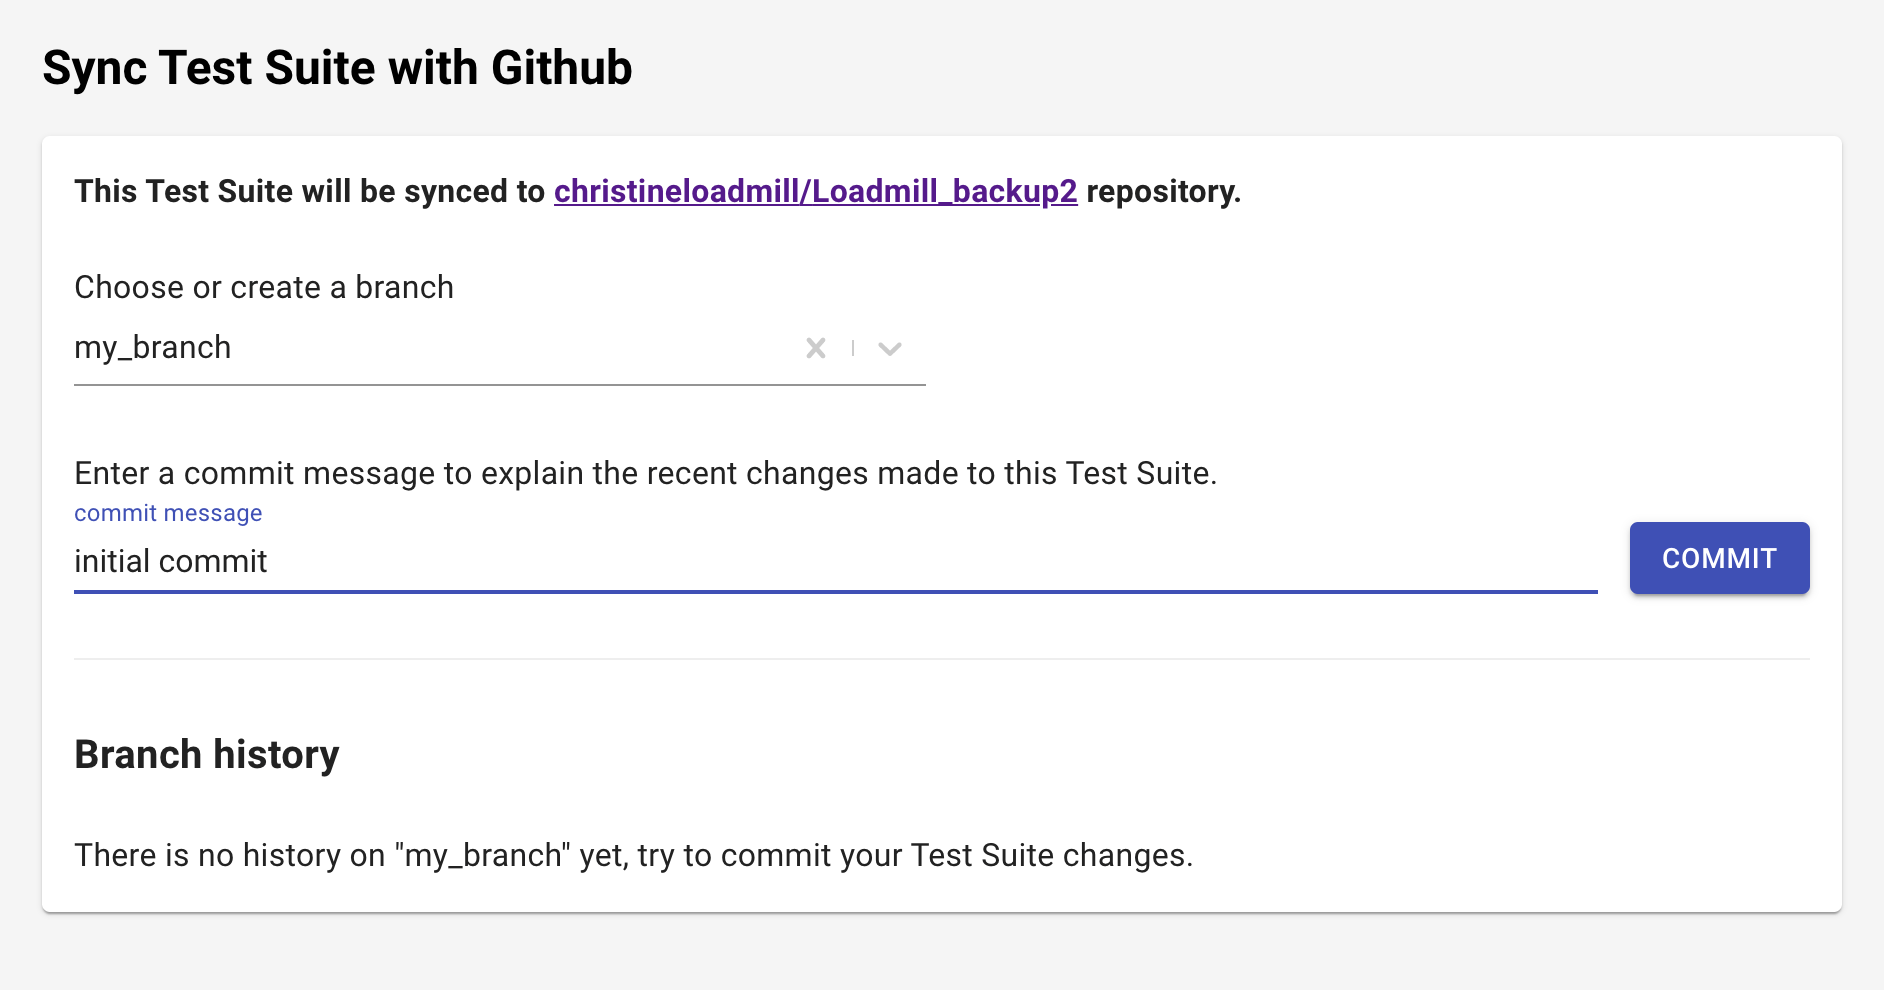 Sync Test Suite with Github
This Test Suite will be synced to christineloadmill/Loadmill_backup2 repository.
Choose or create a branch
my_branch
Enter a commit message to explain the recent changes made to this Test Suite.
commit message
initial commit
COMMIT
Branch history
There is no history on "my_branch" yet, try to commit your Test Suite changes.